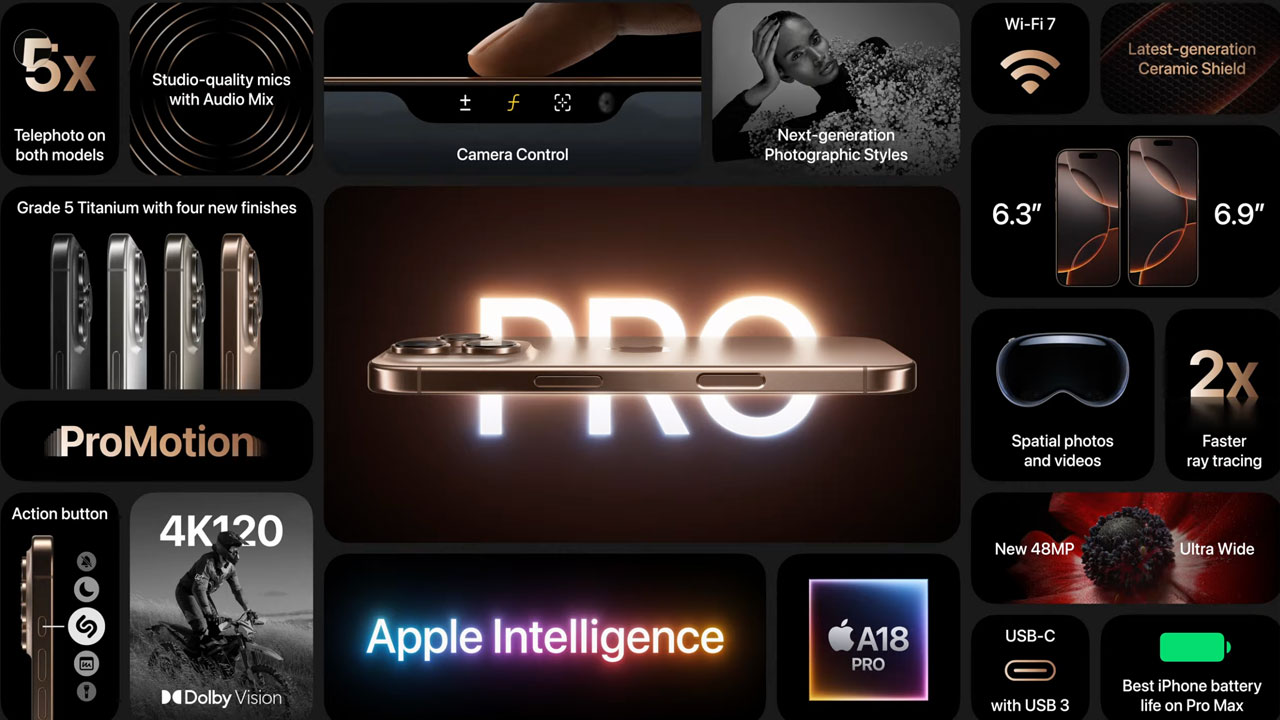 5x
Telephoto on
both models
Studio-quality mics
with Audio Mix
Camera Control
Next-generation
Photographic Styles
Wi-Fi 7
Latest-generation
Ceramic Shield
Grade 5 Titanium with four new finishes
PRO
6.3”
6.9”
Spatial photos
and videos
2x
Faster
ray tracing
ProMotion
Action button
4K120
Dolby Vision
Apple Intelligence
A18
PRO
New 48MP
Ultra Wide
USB-C
with USB 3
Best iPhone battery
life on Pro Max